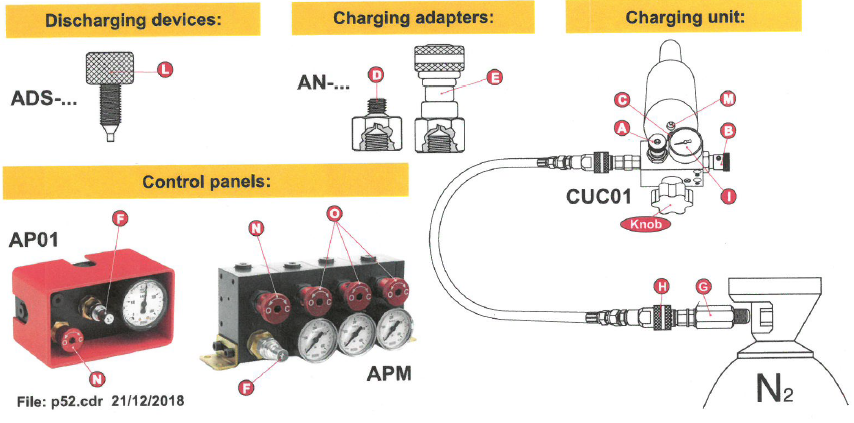 Discharging devices:
Charging adapters:
Charging unit:
L
ADS-...
D
E
AN-...
C
M
A
B
I
CUC01
Knob
Control panels:
AP01
F
N
N
O
F
APM
H
G
N2
File: p52.cdr 21/12/2018